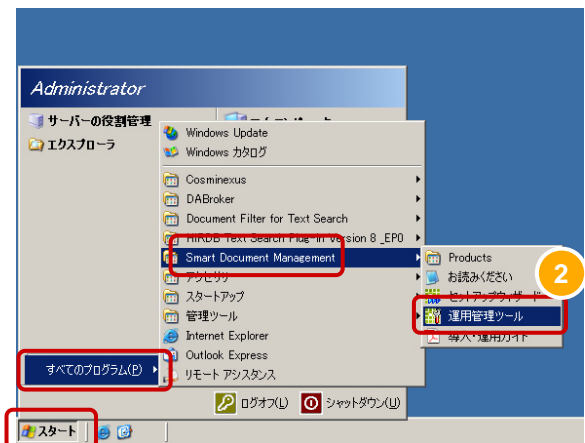 Administrator
サーバーの役割管理
エクスプローラ
Windows Update
Windows カタログ
Cosminexus
DABroker
Document Filter for Text Search
HiRDB Text Search Plug-in Version 8 _EP0
Smart Document Management
アクセサリ
スタートアップ
管理ツール
Internet Explorer
Outlook Express
リモート アシスタンス
Products
お読みください
セットアップウィザード
運用管理ツール
導入・運用ガイド
2
すべてのプログラム(P)
ログオフ(L)
シャットダウン(U)
スタート